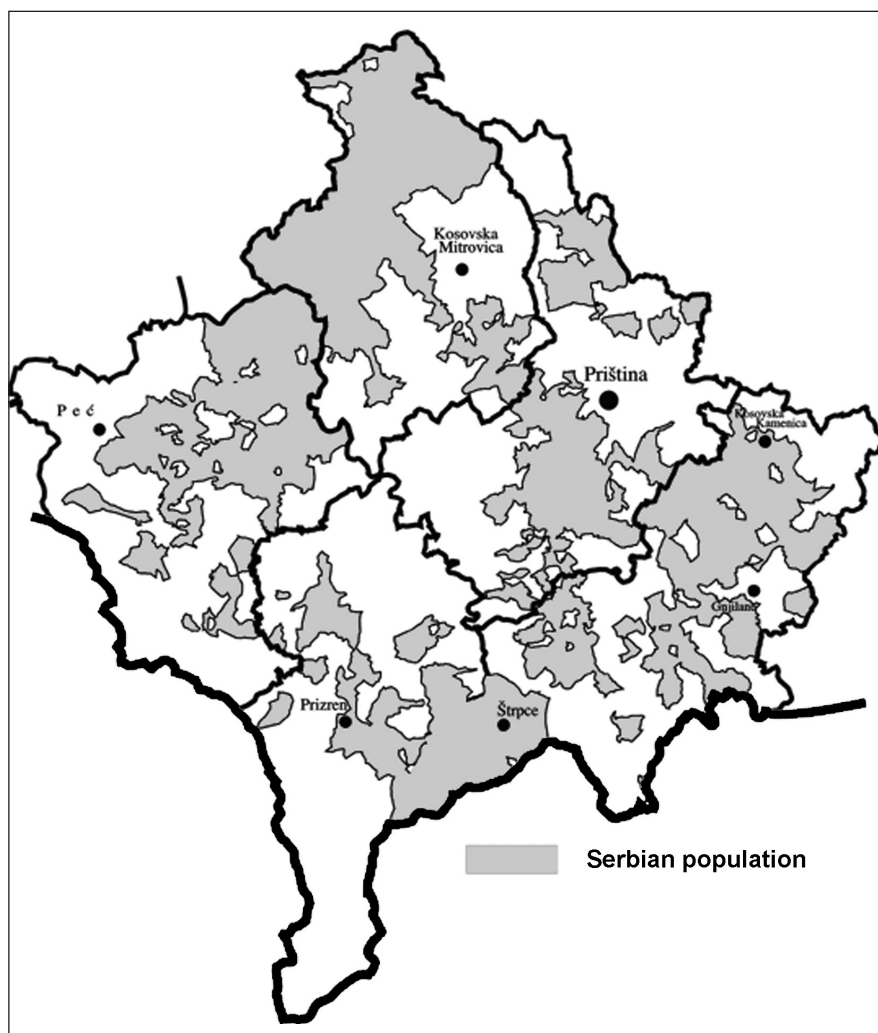 Kosovska
Mitrovica
Priština
Peć
Kosovska
Kamenica
Gnjilane
Prizren
Štrpce
Serbian population